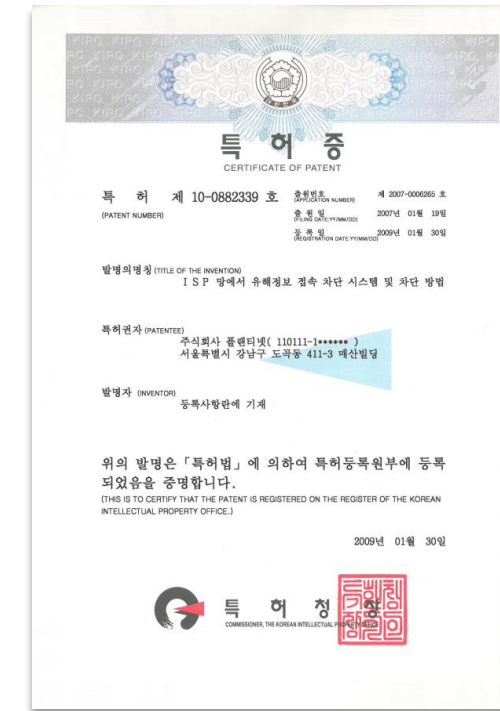 특 허 증
CERTIFICATE OF PATENT
특 허 제 10-0882339 호
(PATENT NUMBER)
출원번호 제 2007-0006265 호
(APPLICATION NUMBER)
출 원 일 2007년 01월 19일
(FILING DATE:YY/MM/DD)
등 록 일 2009년 01월 30일
(REGISTRATION DATE:YY/MM/DD)
발명의명칭 (TITLE OF THE INVENTION)
ISP 망에서 유해정보 접속 차단 시스템 및 차단 방법
특허권자 (PATENTEE)
주식회사 플랜티넷( 110111-1****** )
서울특별시 강남구 도곡동 411-3 매산빌딩
발명자 (INVENTOR)
등록사항란에 기재
위의 발명은 「특허법」에 의하여 특허등록원부에 등록
되었음을 증명합니다.
(THIS IS TO CERTIFY THAT THE PATENT IS REGISTERED ON THE REGISTER OF THE KOREAN
INTELLECTUAL PROPERTY OFFICE.)
2009년 01월 30일
특 허 청 장
COMMISSIONER, THE KOREAN INTELLECTUAL PROPERTY OFFICE